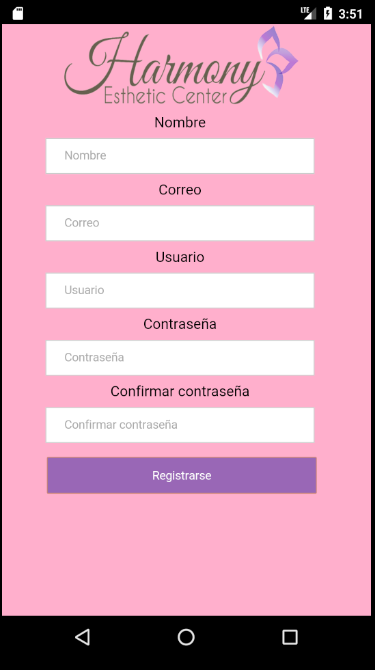 LTE 3:51
Harmony
Esthetic Center
Nombre
Nombre
Correo
Correo
Usuario
Usuario
Contraseña
Contraseña
Confirmar contraseña
Confirmar contraseña
Registrarse